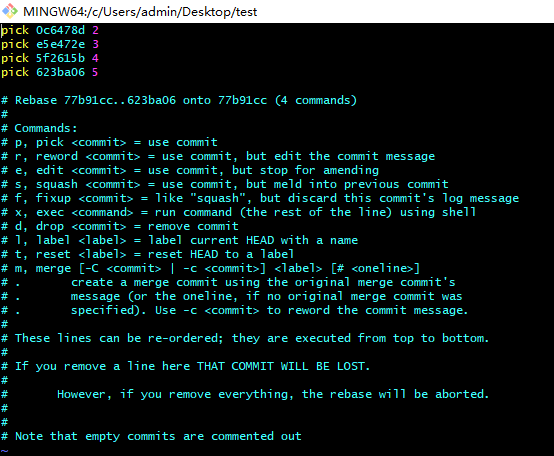 MINGW64:/c/Users/admin/Desktop/test
pick 0c6478d 2
pick e5e472e 3
pick 5f2615b 4
pick 623ba06 5
# Rebase 77b91cc..623ba06 onto 77b91cc (4 commands)
#
# Commands:
# p, pick <commit> = use commit
# r, reword <commit> = use commit, but edit the commit message
# e, edit <commit> = use commit, but stop for amending
# s, squash <commit> = use commit, but meld into previous commit
# f, fixup <commit> = like "squash", but discard this commit's log message
# x, exec <command> = run command (the rest of the line) using shell
# d, drop <commit> = remove commit
# l, label <label> = label current HEAD with a name
# t, reset <label> = reset HEAD to a label
# m, merge [-C <commit> | -c <commit>] <label> [# <oneline>]
# .       create a merge commit using the original merge commit's
# .       message (or the oneline, if no original merge commit was
# .       specified). Use -c <commit> to reword the commit message.
#
# These lines can be re-ordered; they are executed from top to bottom.
#
# If you remove a line here THAT COMMIT WILL BE LOST.
#
#       However, if you remove everything, the rebase will be aborted.
#
#
# Note that empty commits are commented out
~